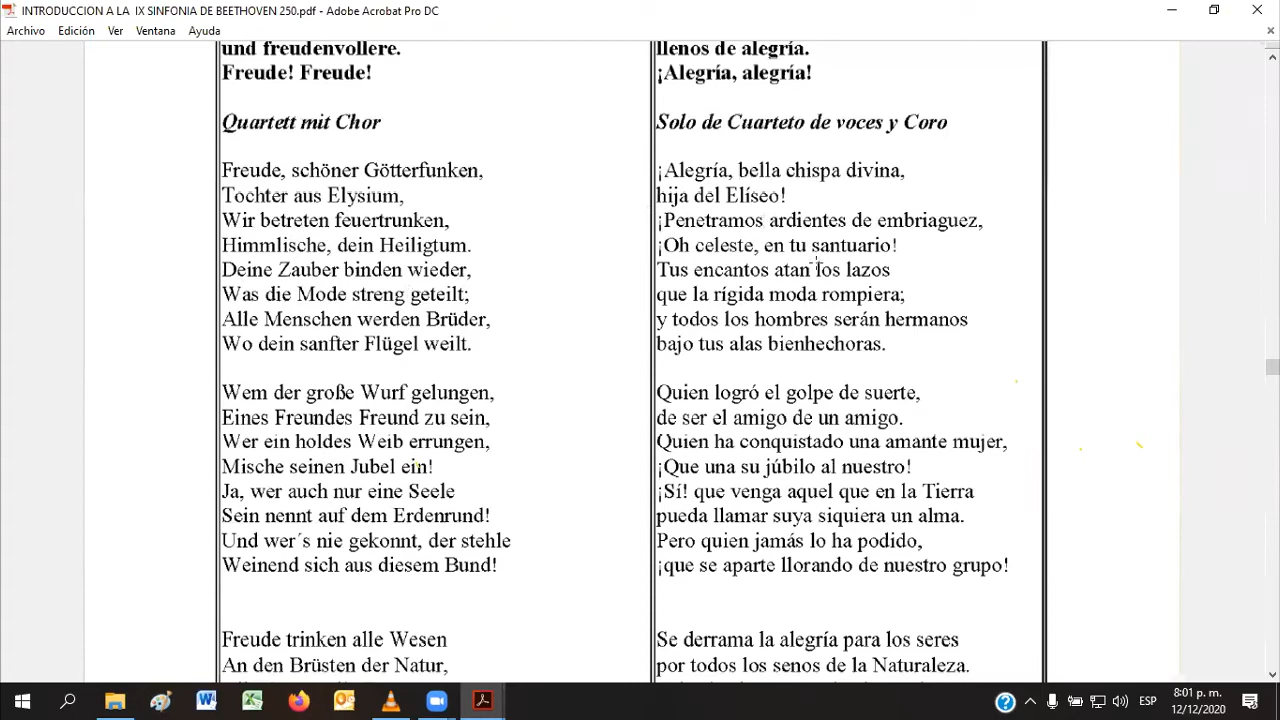 INTRODUCCION A LA IX SINFONIA DE BEETHOVEN 250.pdf - Adobe Acrobat Pro DC
Archivo Edición Ver Ventana Ayuda
und freudenvollere.
Freude! Freude!
Quartett mit Chor
Freude, schöner Götterfunken,
Tochter aus Elysium,
Wir betreten feuertrunken,
Himmlische, dein Heiligtum.
Deine Zauber binden wieder,
Was die Mode streng geteilt;
Alle Menschen werden Brüder,
Wo dein sanfter Flügel weilt.
Wem der große Wurf gelungen,
Eines Freundes Freund zu sein,
Wer ein holdes Weib errungen,
Mische seinen Jubel ein!
Ja, wer auch nur eine Seele
Sein nennt auf dem Erdenrund!
Und wer´s nie gekonnt, der stehle
Weinend sich aus diesem Bund!
Freude trinken alle Wesen
An den Brüsten der Natur,
llenos de alegría.
¡Alegría, alegría!
Solo de Cuarteto de voces y Coro
¡Alegría, bella chispa divina,
hija del Elíseo!
¡Penetramos ardientes de embriaguez,
¡Oh celeste, en tu santuario!
Tus encantos atan los lazos
que la rígida moda rompiera;
y todos los hombres serán hermanos
bajo tus alas bienhechoras.
Quien logró el golpe de suerte,
de ser el amigo de un amigo.
Quien ha conquistado una amante mujer,
¡Que una su júbilo al nuestro!
¡Sí! que venga aquel que en la Tierra
pueda llamar suya siquiera un alma.
Pero quien jamás lo ha podido,
¡que se aparte llorando de nuestro grupo!
Se derrama la alegría para los seres
por todos los senos de la Naturaleza.
ESP
8:01 p. m.
12/12/2020